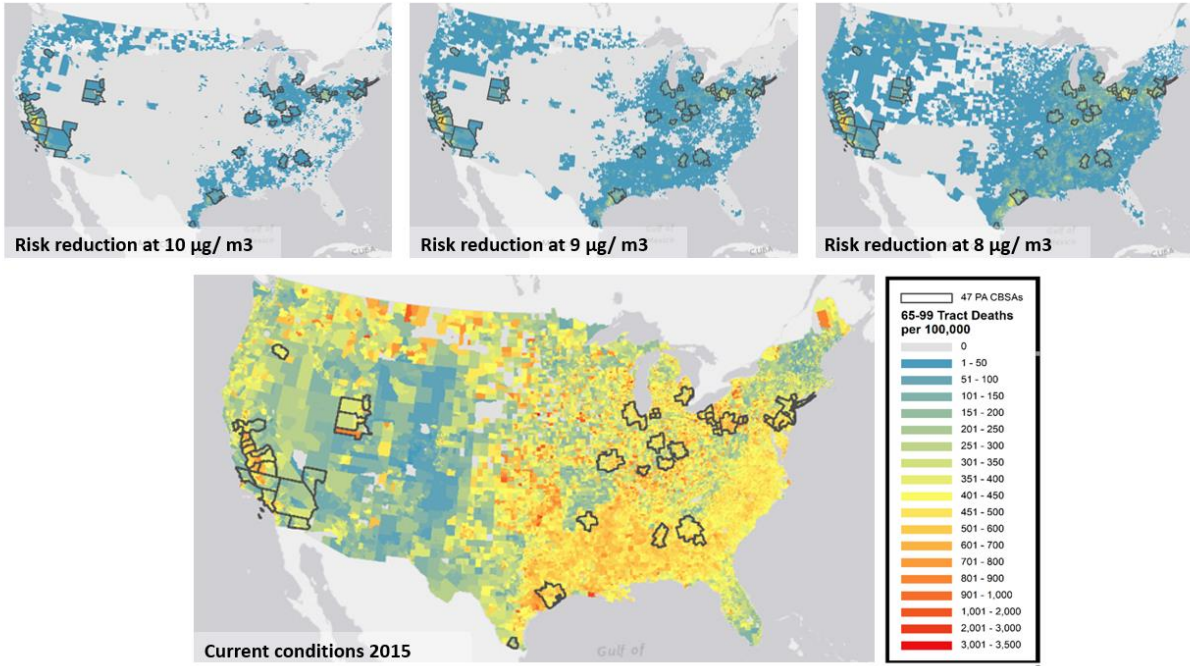 Risk reduction at 10 µg/ m3
Risk reduction at 9 µg/ m3
Risk reduction at 8 µg/ m3
CUBA
CUBA
CUBA
Current conditions 2015
Gulf of
47 PA CBSAs
65-99 Tract Deaths
per 100,000
0
1 - 50
51 - 100
101 - 150
151 - 200
201 - 250
251 - 300
301 - 350
351 - 400
401 - 450
451 - 500
501 - 600
601 - 700
701 - 800
801 - 900
901 - 1,000
1,001 - 2,000
2,001 - 3,000
3,001 - 3,500